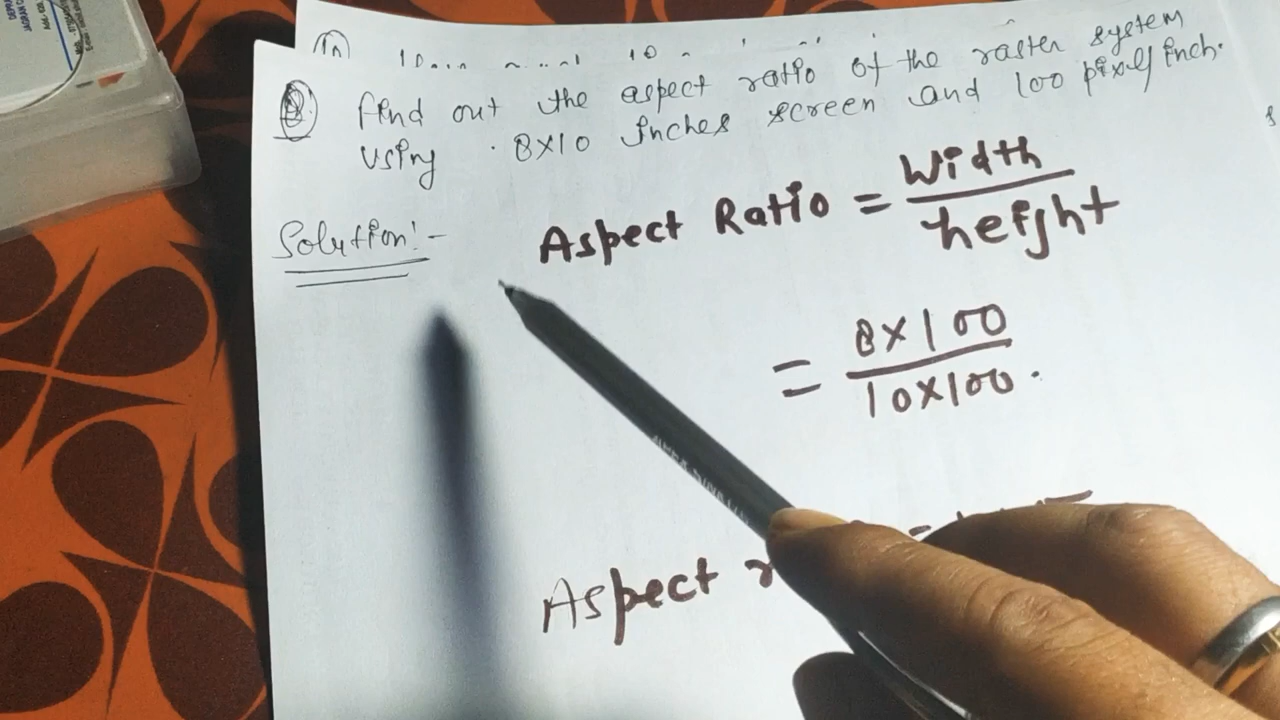 Find out the aspect ratio of the raster system
using 8X10 inches screen and 100 pixel/inch.
Solution:-
Aspect Ratio = Width
height
= 8X100
10X100.
Aspect